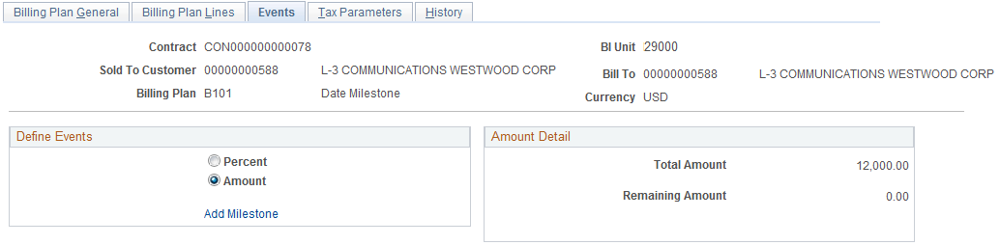 Billing Plan General Billing Plan Lines Events Tax Parameters History
Contract CON000000000078 BI Unit 29000
Sold To Customer 00000000588 L-3 COMMUNICATIONS WESTWOOD CORP Bill To 00000000588 L-3 COMMUNICATIONS WESTWOOD CORP
Billing Plan B101 Date Milestone Currency USD
Define Events
Percent
Amount
Add Milestone
Amount Detail
Total Amount 12,000.00
Remaining Amount 0.00